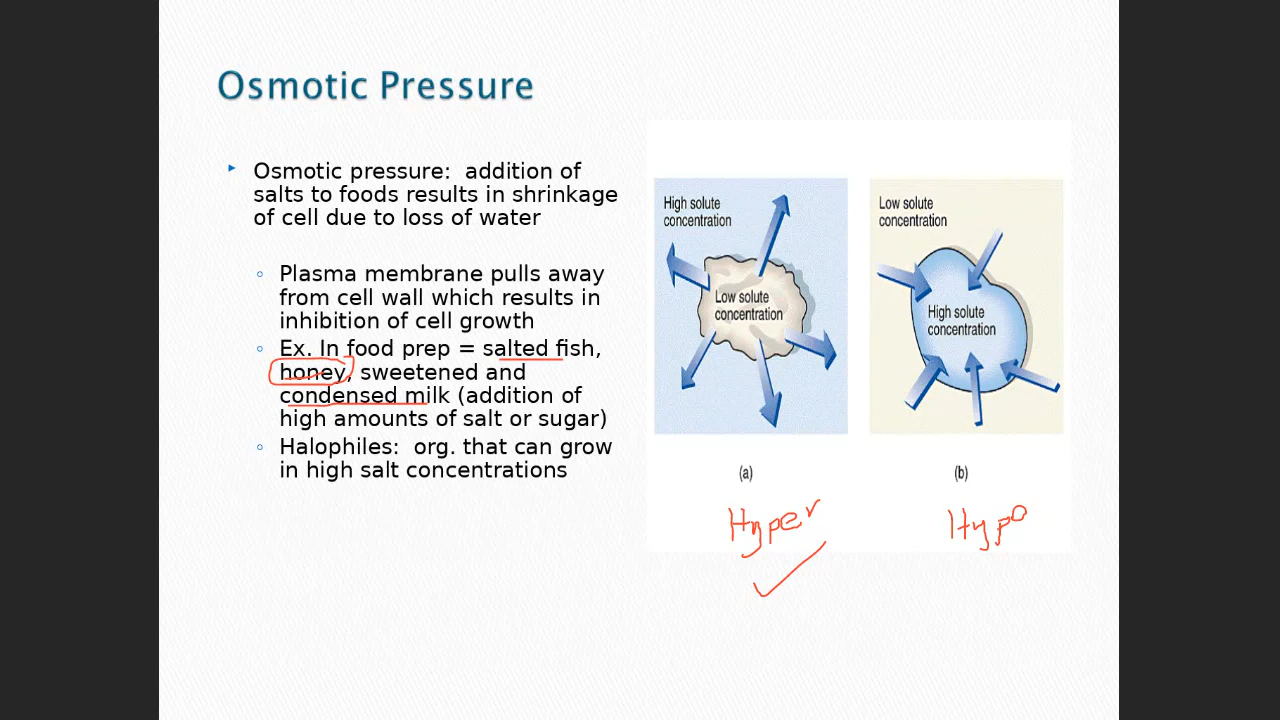 Osmotic Pressure
Osmotic pressure:  addition of
salts to foods results in shrinkage
of cell due to loss of water
Plasma membrane pulls away
from cell wall which results in
inhibition of cell growth
Ex. In food prep = salted fish,
honey, sweetened and
condensed milk (addition of
high amounts of salt or sugar)
Halophiles:  org. that can grow
in high salt concentrations
High solute
concentration
Low solute
concentration
(a)
Hyper
Low solute
concentration
High solute
concentration
(b)
Hypo